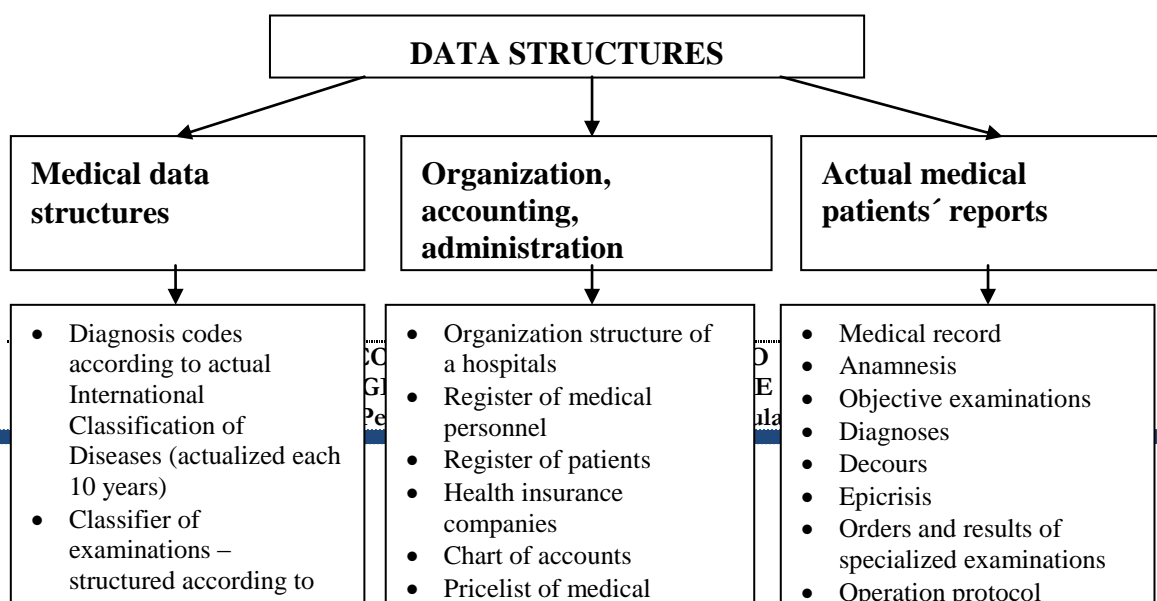 DATA STRUCTURES
Medical data
structures
Organization,
accounting,
administration
Actual medical
patients´ reports
• Diagnosis codes
according to actual
International
Classification of
Diseases (actualized each
10 years)
• Classifier of
examinations –
structured according to
• Organization structure of
a hospitals
• Register of medical
personnel
• Register of patients
• Health insurance
companies
• Chart of accounts
• Pricelist of medical
• Medical record
• Anamnesis
• Objective examinations
• Diagnoses
• Decours
• Epicrisis
• Orders and results of
specialized examinations
• Operation protocol